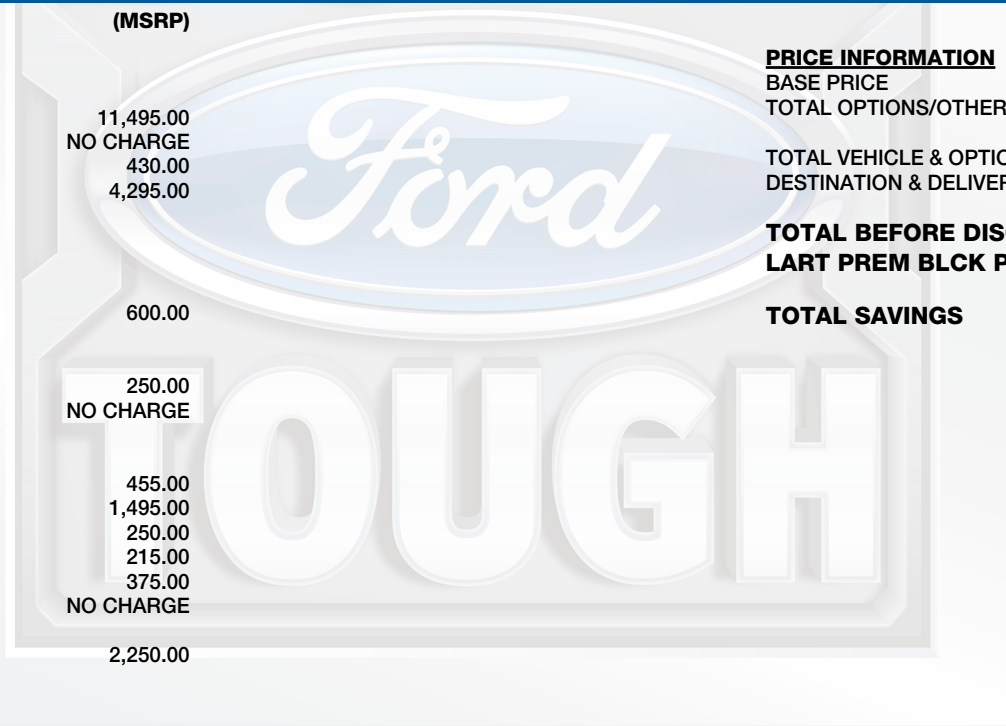 (MSRP)
11,495.00
NO CHARGE
430.00
4,295.00
600.00
250.00
NO CHARGE
455.00
1,495.00
250.00
215.00
375.00
NO CHARGE
2,250.00
PRICE INFORMATION
BASE PRICE
TOTAL OPTIONS/OTHER
TOTAL VEHICLE & OPTIO
DESTINATION & DELIVER
TOTAL BEFORE DIS
LART PREM BLCK P
TOTAL SAVINGS
Ford
TOUGH